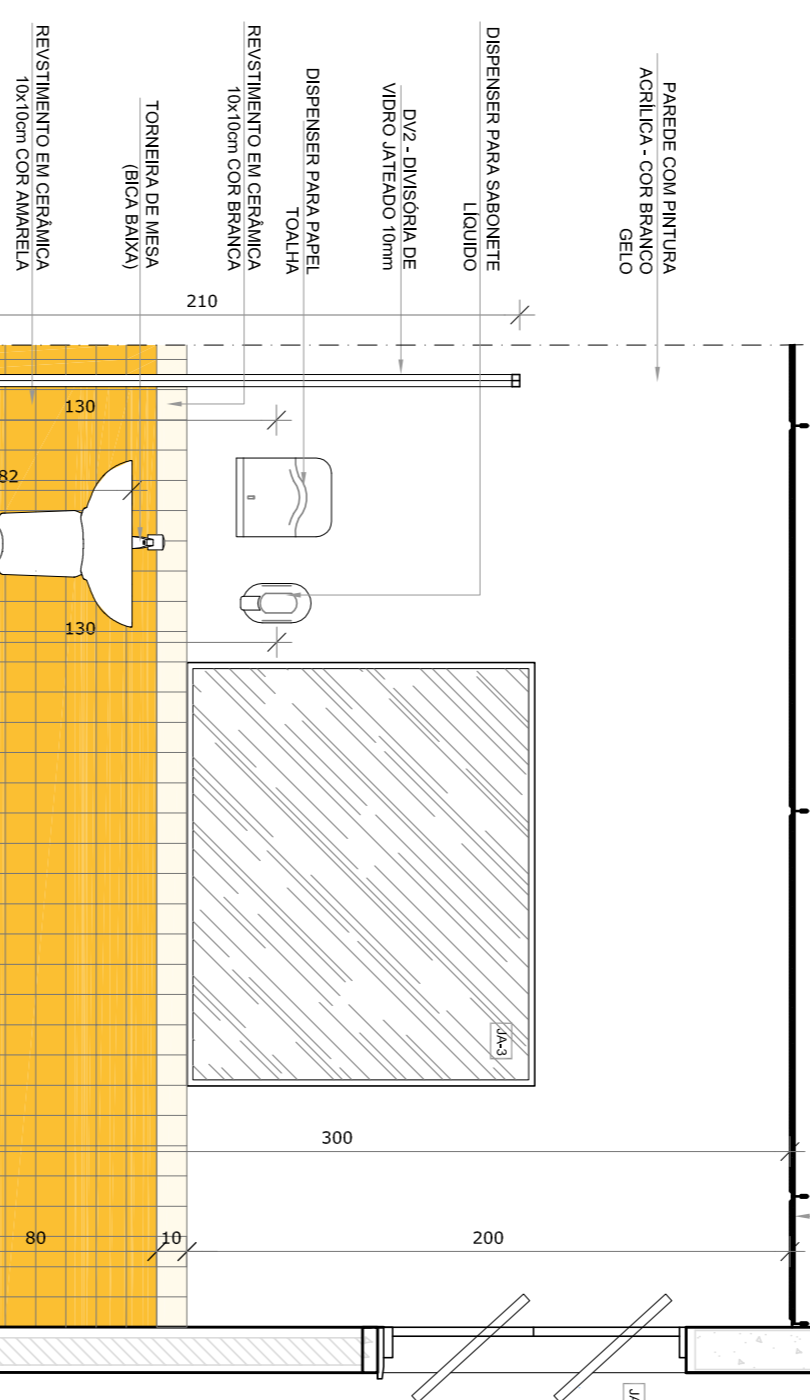 PAREDE COM PINTURA
ACRÍLICA - COR BRANCO
GELO
DISPENSER PARA SABONETE
LÍQUIDO
DV2 - DIVISÓRIA DE
VIDRO JATEADO 10mm
DISPENSER PARA PAPEL
TOALHA
REVSTIMENTO EM CERÂMICA
10x10cm COR BRANCA
TORNEIRA DE MESA
(BICA BAIXA)
REVSTIMENTO EM CERÂMICA
10x10cm COR AMARELA
210
130
82
130
JA-3
300
80
10
200
JA